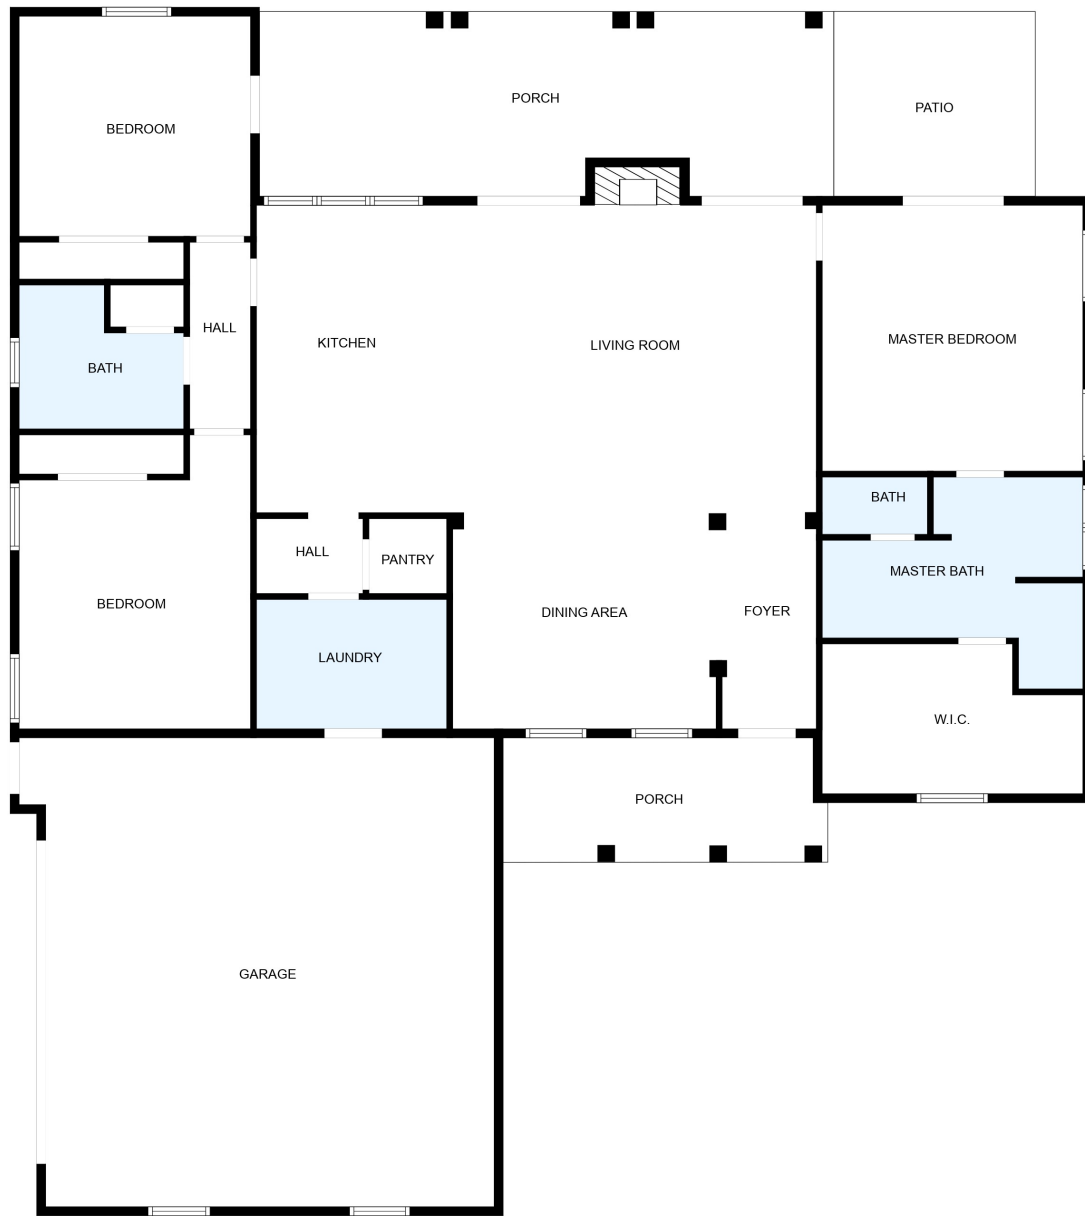 PORCH
PATIO
BEDROOM
HALL
KITCHEN
LIVING ROOM
MASTER BEDROOM
BATH
BATH
HALL
PANTRY
MASTER BATH
BEDROOM
DINING AREA
FOYER
LAUNDRY
W.I.C.
PORCH
GARAGE